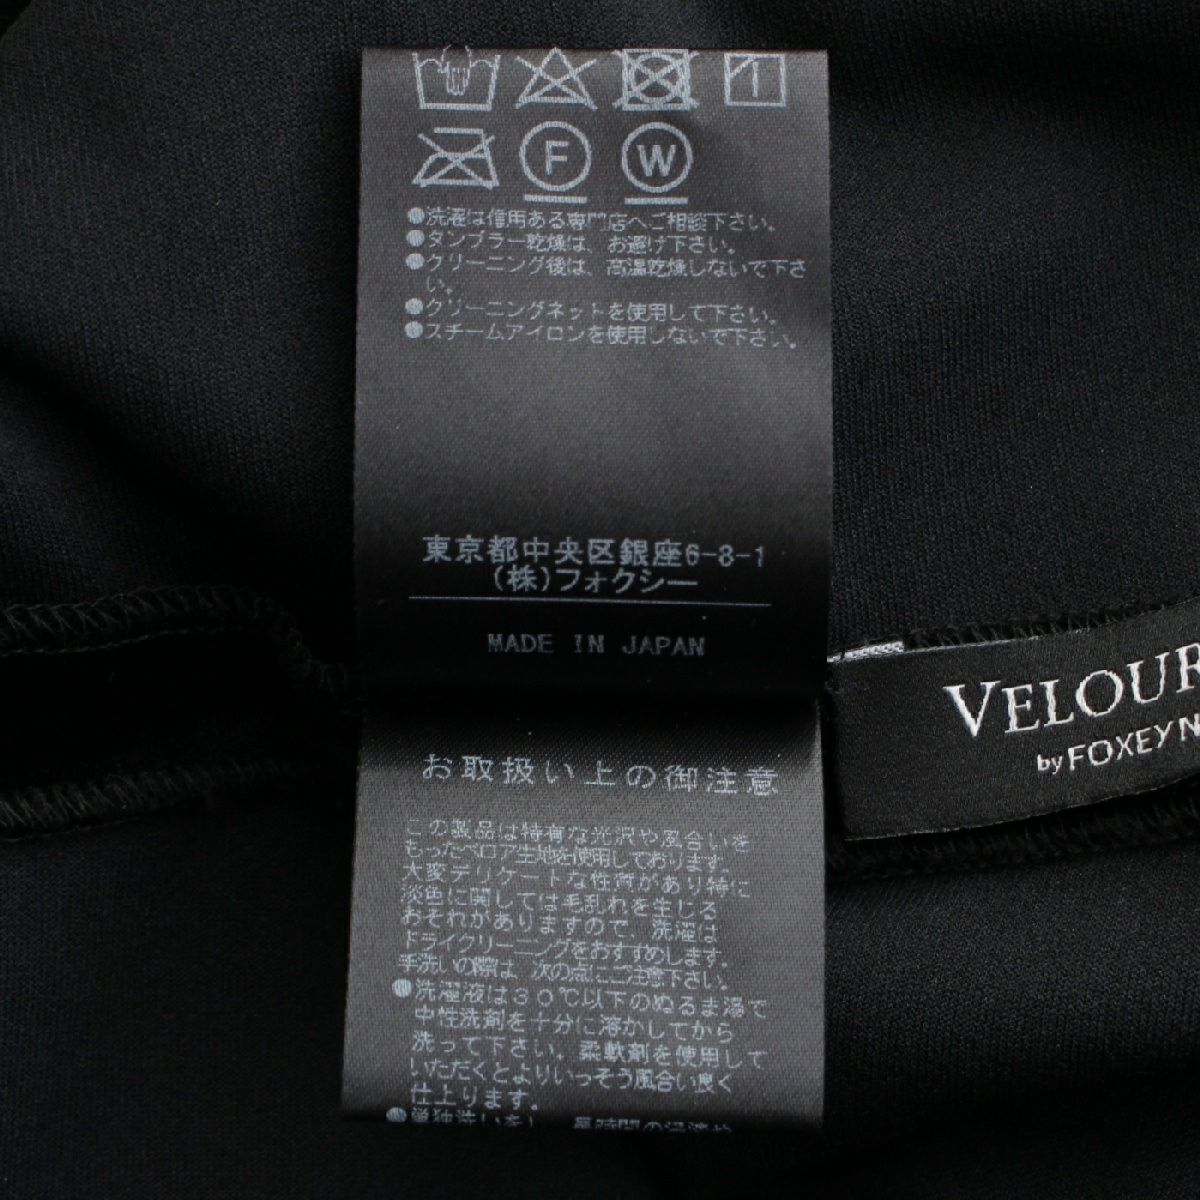 F W
●洗濯は信用ある専門店へご相談下さい。
●タンブラー乾燥は、お避け下さい。
●クリーニング後は、高温乾燥しないで下さ
い。
●クリーニングネットを使用して下さい。
●スチームアイロンを使用しないで下さい。
東京都中央区銀座6-8-1
(株)フォクシー
MADE IN JAPAN
VELOUR
by FOXEY N
お取扱い上の御注意
この製品は特有な光沢や風合いを
もったベロア生地を使用しております。
大変デリケートな性質があり特に
淡色に関しては毛乱れを生じる
おそれがありますので、洗濯は
ドライクリーニングをおすすめします。
手洗いの際は 次の点にご注意下さい。
●洗濯液は30℃以下のぬるま湯で
中性洗剤を十分に溶かしてから
洗って下さい。柔軟剤を使用して
いただくとよりいっそう風合い良く
仕上ります。
●単独洗いをし 長時間の浸漬や